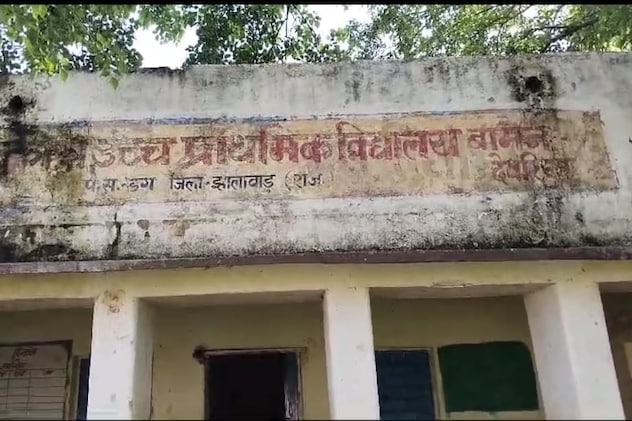 उच्च प्राथमिक विद्यालय बामन
देवरिया
पं.स.-डग जिला-झालावाड़ (राज.)